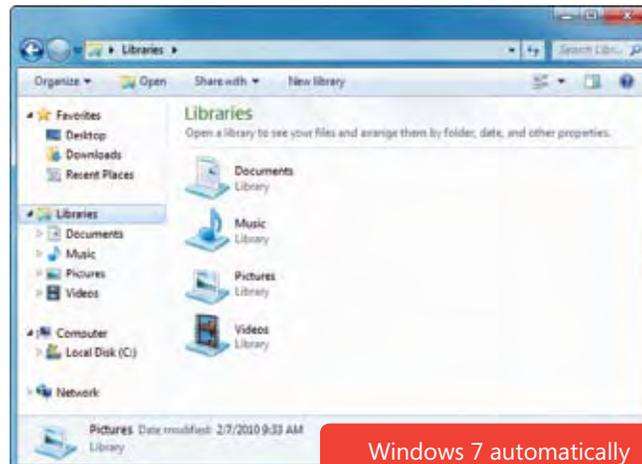 Libraries
Search Libr...
Organize
Open
Share with
New library
Favorites
Desktop
Downloads
Recent Places
Libraries
Documents
Music
Pictures
Videos
Computer
Local Disk (C:)
Network
Libraries
Open a library to see your files and arrange them by folder, date, and other properties.
Documents
Library
Music
Library
Pictures
Library
Videos
Library
Pictures Date modified: 2/7/2010 9:33 AM
Library
Windows 7 automatically